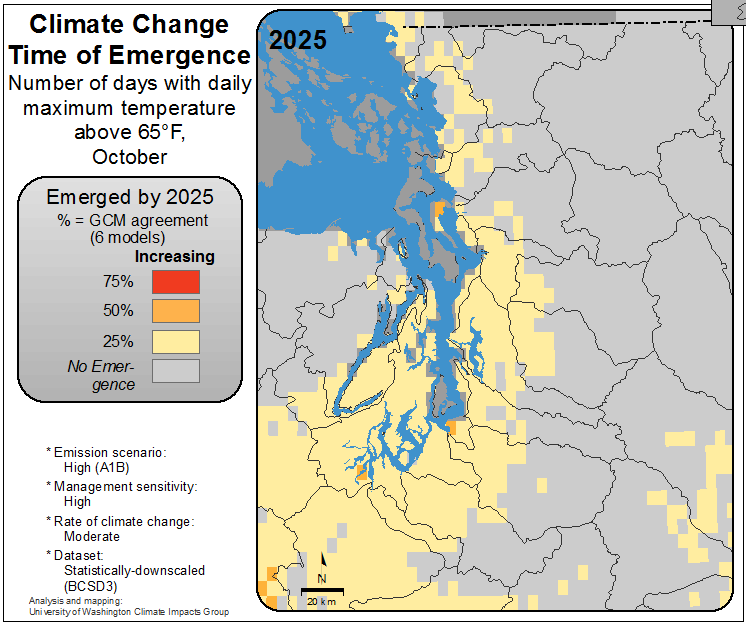 Climate Change
Time of Emergence
Number of days with daily
maximum temperature
above 65°F,
October
2025
Emerged by 2025
% = GCM agreement
(6 models)
Increasing
75%
50%
25%
No Emer-
gence
* Emission scenario:
High (A1B)
* Management sensitivity:
High
* Rate of climate change:
Moderate
* Dataset:
Statistically-downscaled
(BCSD3)
Analysis and mapping:
University of Washington Climate Impacts Group
N
20 km